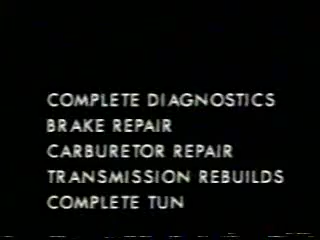 COMPLETE DIAGNOSTICS
BRAKE REPAIR
CARBURETOR REPAIR
TRANSMISSION REBUILDS
COMPLETE TUN